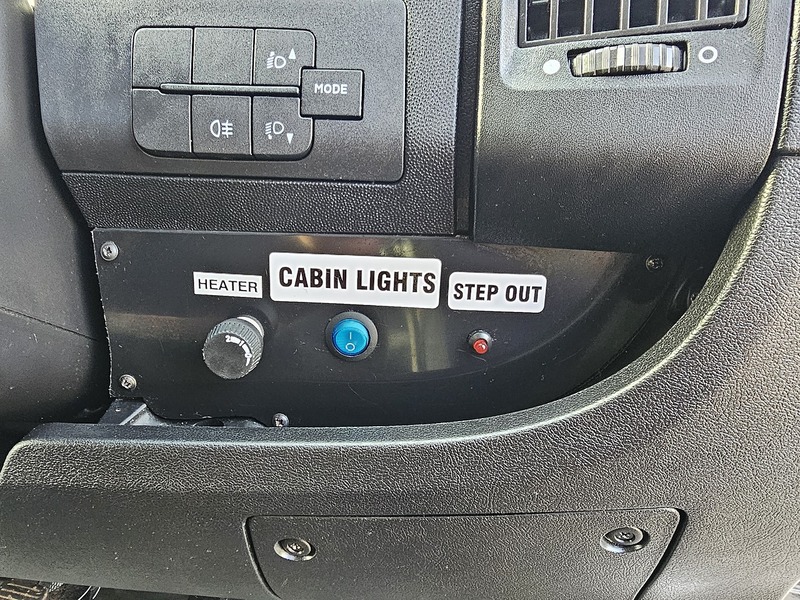 MODE
HEATER
CABIN LIGHTS
STEP OUT